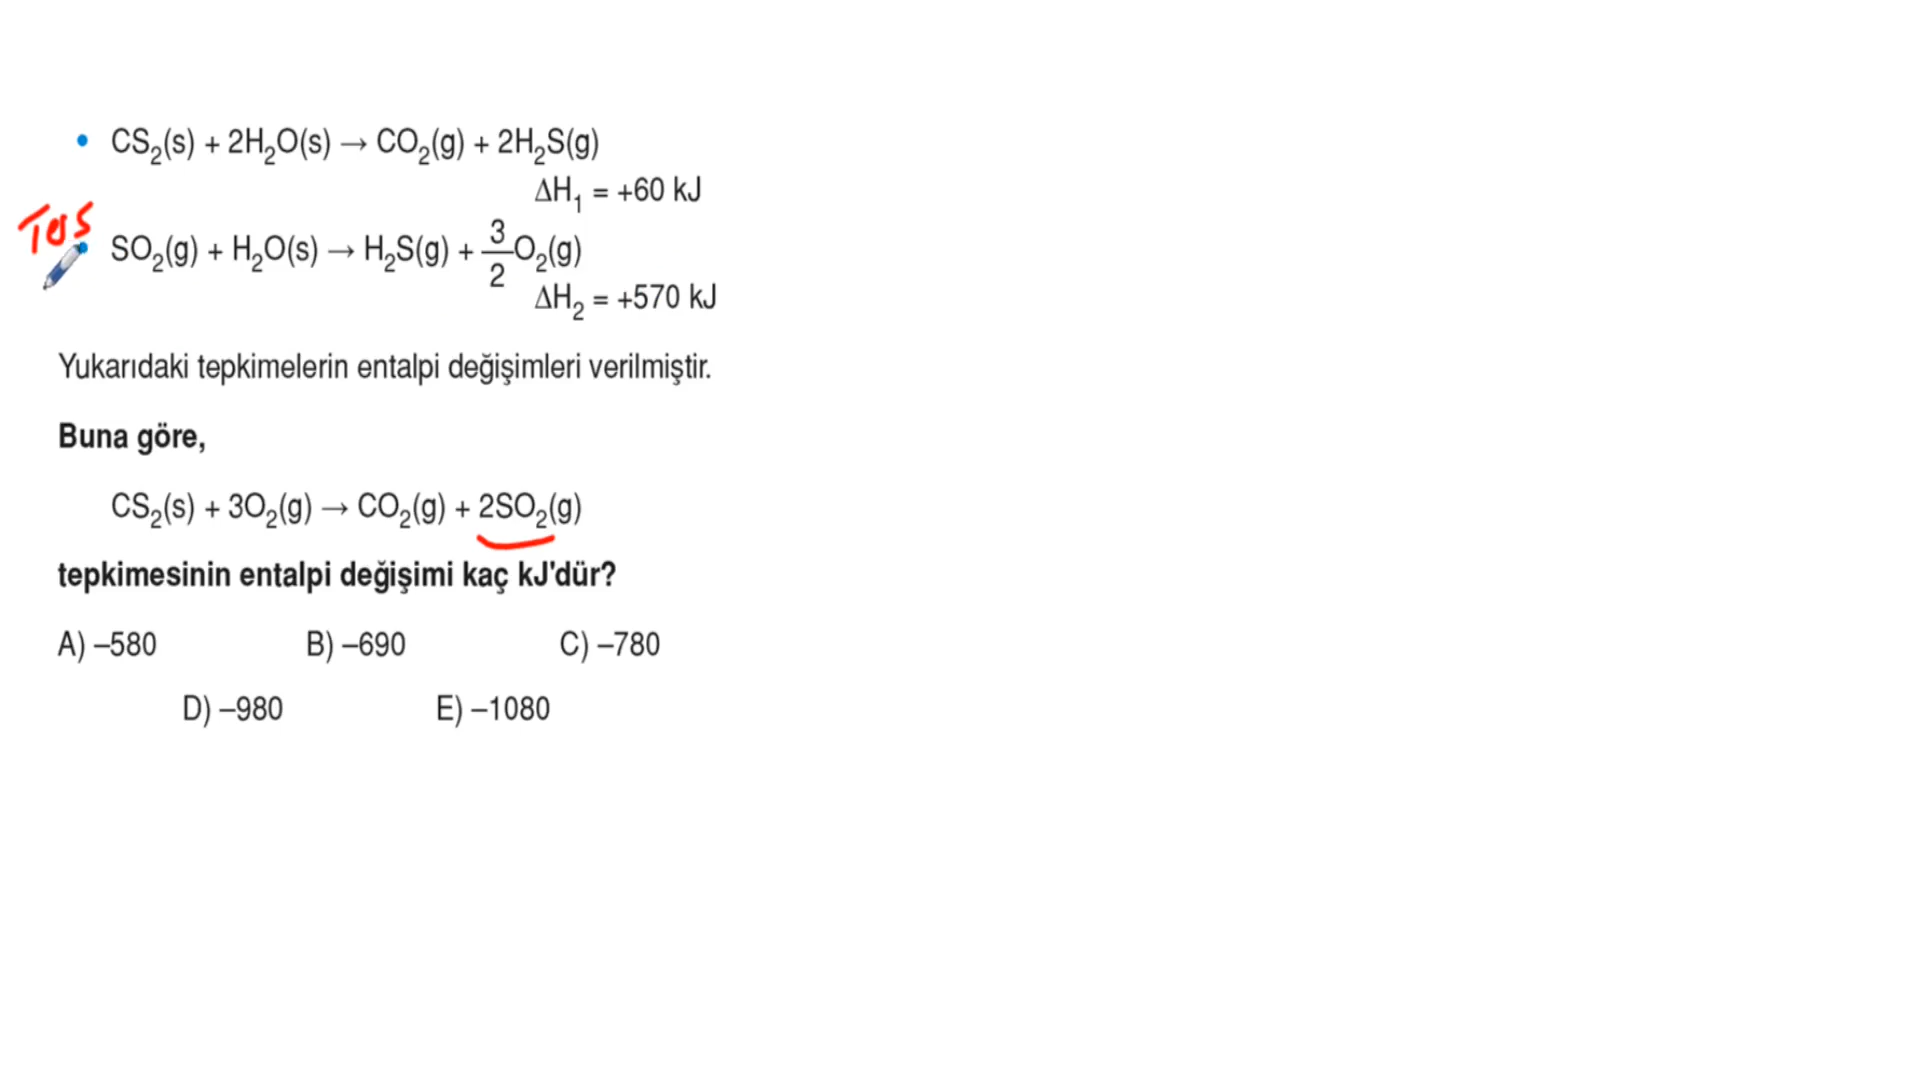 • CS₂(s) + 2H₂O(s) → CO₂(g) + 2H₂S(g)
ΔH₁ = +60 kJ
Ters
• SO₂(g) + H₂O(s) → H₂S(g) + 3/2 O₂(g)
ΔH₂ = +570 kJ
Yukarıdaki tepkimelerin entalpi değişimleri verilmiştir.
Buna göre,
CS₂(s) + 3O₂(g) → CO₂(g) + 2SO₂(g)
tepkimesinin entalpi değişimi kaç kJ'dür?
A) –580 B) –690 C) –780
D) –980 E) –1080